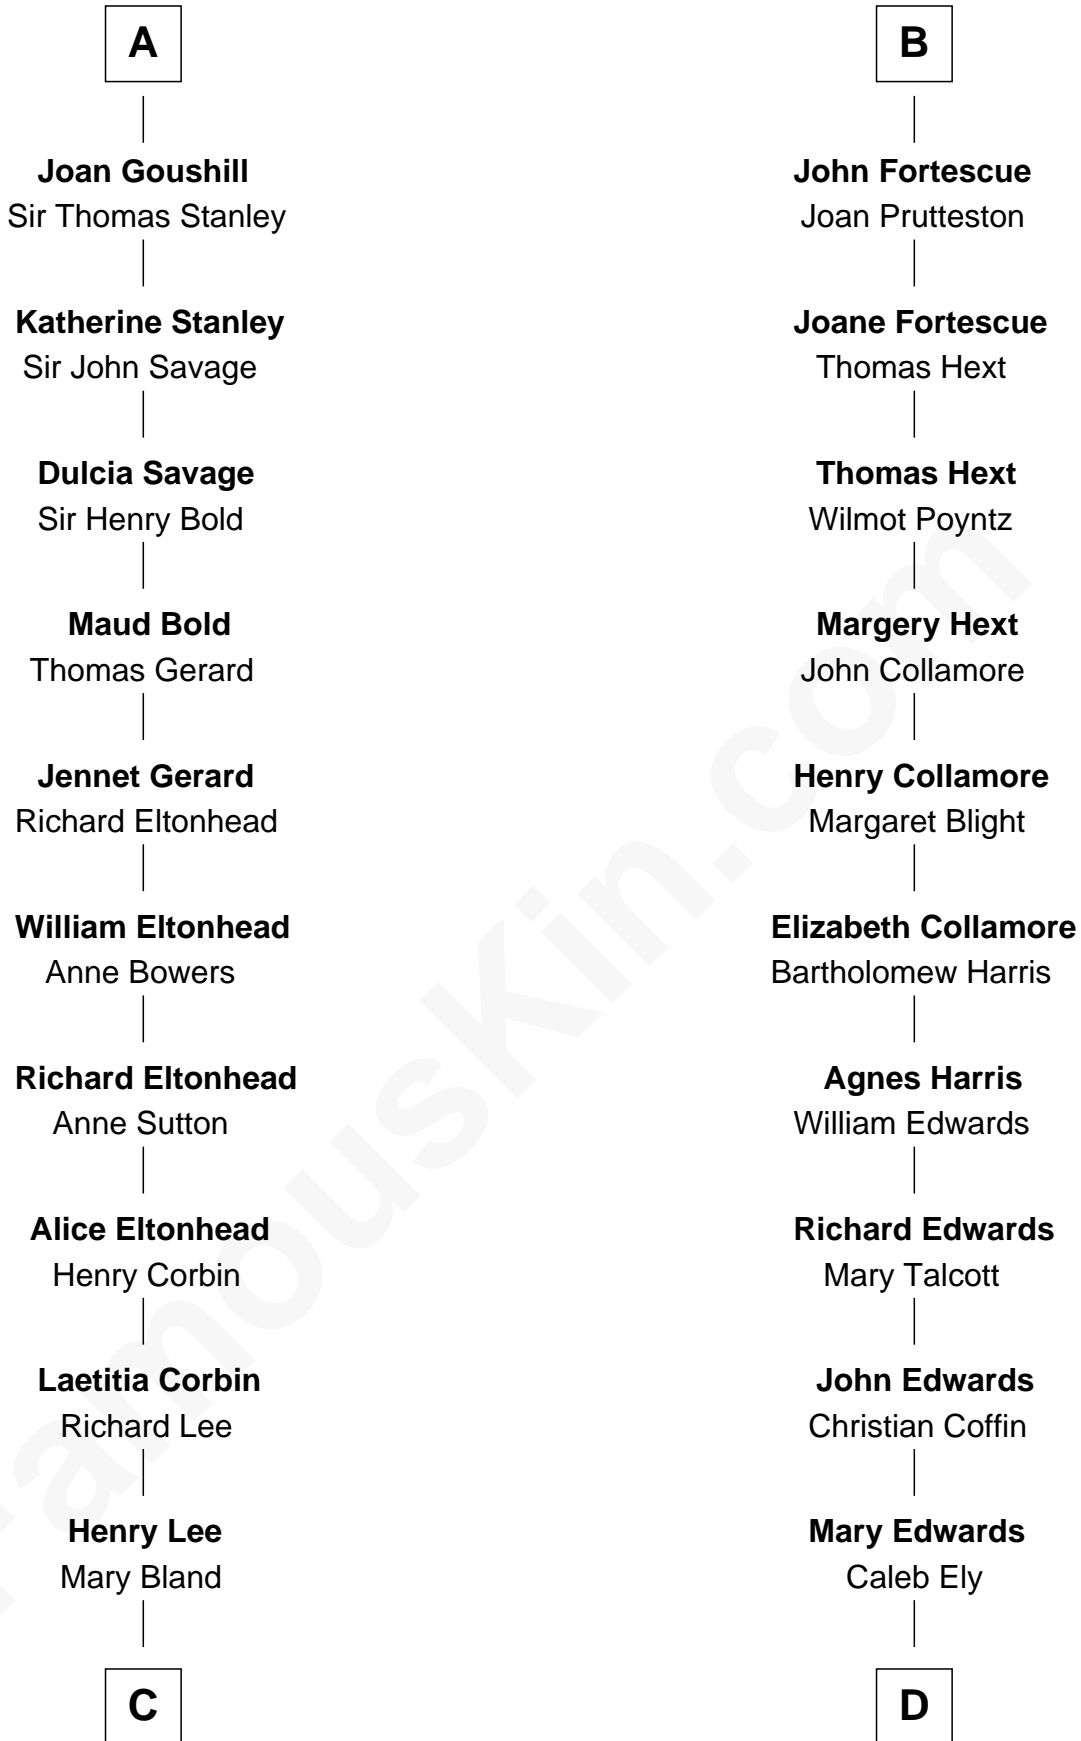 A
Joan Goushill
Sir Thomas Stanley
Katherine Stanley
Sir John Savage
Dulcia Savage
Sir Henry Bold
Maud Bold
Thomas Gerard
Jennet Gerard
Richard Eltonhead
William Eltonhead
Anne Bowers
Richard Eltonhead
Anne Sutton
Alice Eltonhead
Henry Corbin
Laetitia Corbin
Richard Lee
Henry Lee
Mary Bland
C
B
John Fortescue
Joan Prutteston
Joane Fortescue
Thomas Hext
Thomas Hext
Wilmot Poyntz
Margery Hext
John Collamore
Henry Collamore
Margaret Blight
Elizabeth Collamore
Bartholomew Harris
Agnes Harris
William Edwards
Richard Edwards
Mary Talcott
John Edwards
Christian Coffin
Mary Edwards
Caleb Ely
D
FamousKin.com